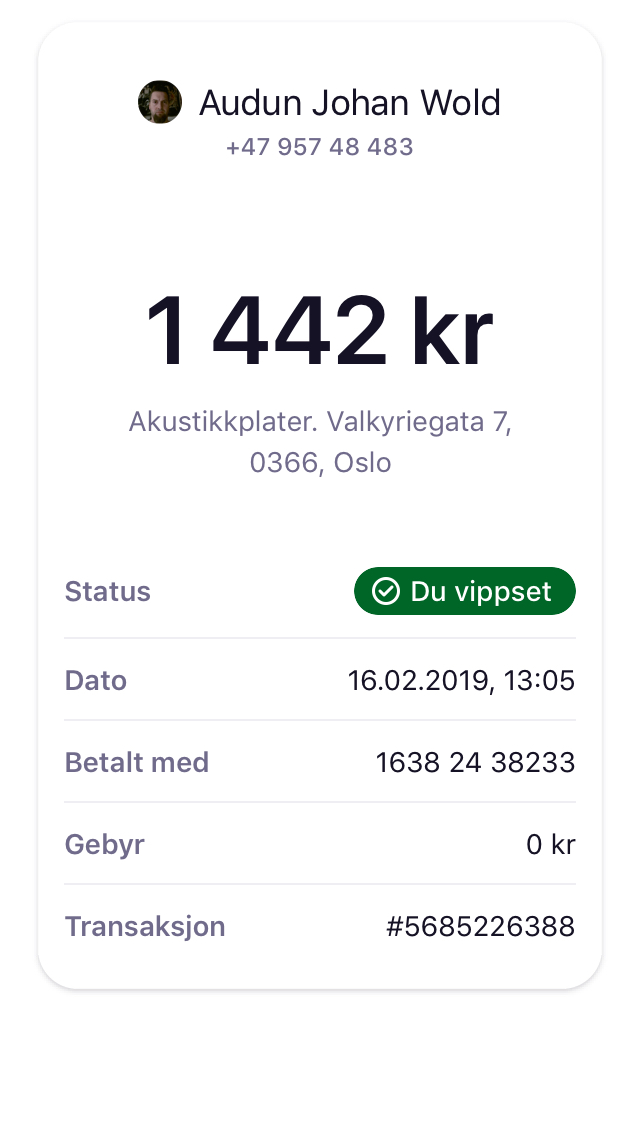 Audun Johan Wold
+47 957 48 483
1 442 kr
Akustikkplater. Valkyriegata 7,
0366, Oslo
Status Du vippset
Dato 16.02.2019, 13:05
Betalt med 1638 24 38233
Gebyr 0 kr
Transaksjon #5685226388